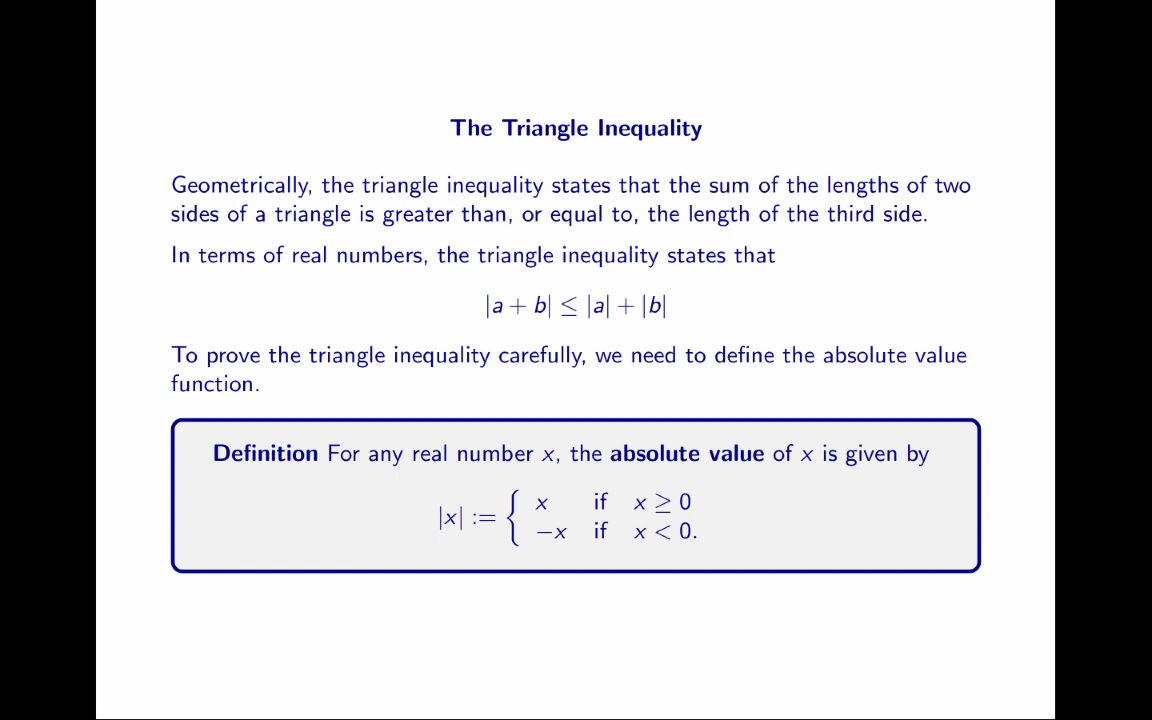 The Triangle Inequality
Geometrically, the triangle inequality states that the sum of the lengths of two
sides of a triangle is greater than, or equal to, the length of the third side.
In terms of real numbers, the triangle inequality states that
|a + b| ≤ |a| + |b|
To prove the triangle inequality carefully, we need to define the absolute value
function.
Definition For any real number x, the absolute value of x is given by
|x| := { x if x ≥ 0
−x if x < 0.